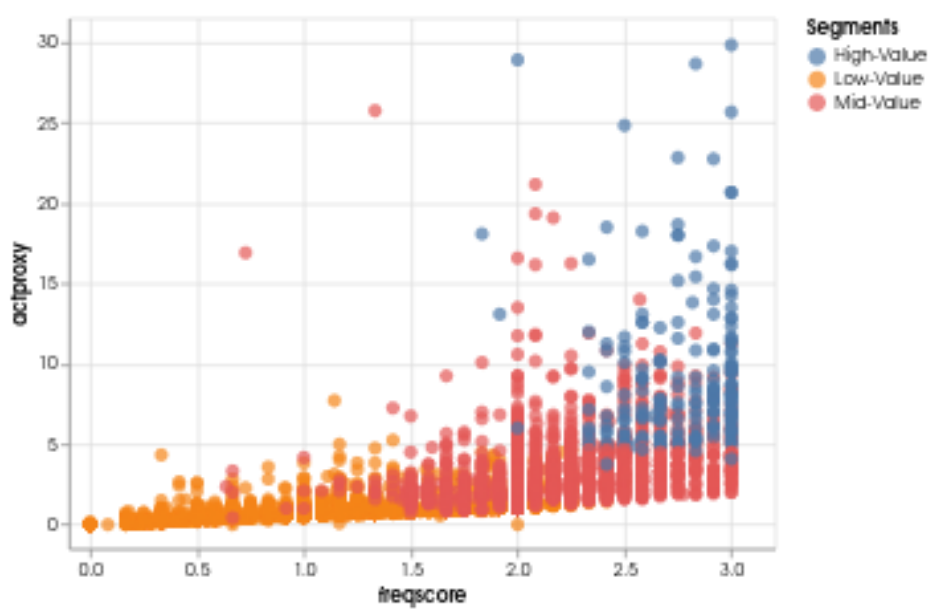 Segments
High-Value
Low-Value
Mid-Value
30
25
20
15
10
5
0
actproxy
0.0 0.5 1.0 1.5 2.0 2.5 3.0
freqscore